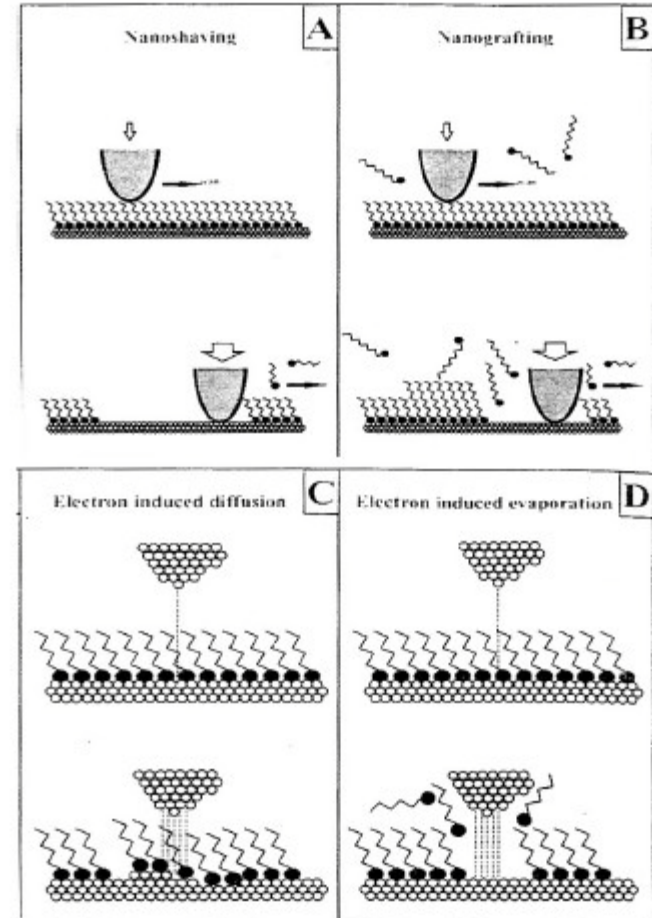 Nanoshaving
A
Nanografting
B
Electron induced diffusion
C
Electron induced evaporation
D